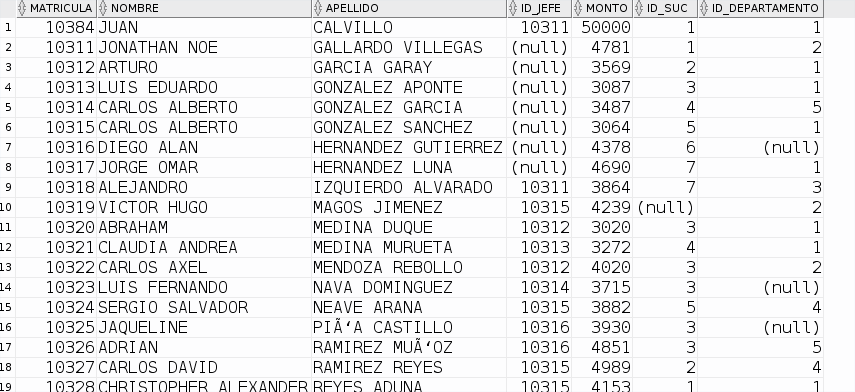 MATRICULA NOMBRE APELLIDO ID_JEFE MONTO ID_SUC ID_DEPARTAMENTO
1 10384 JUAN CALVILLO 10311 50000 1 1
2 10311 JONATHAN NOE GALLARDO VILLEGAS (null) 4781 1 2
3 10312 ARTURO GARCIA GARAY (null) 3569 2 1
4 10313 LUIS EDUARDO GONZALEZ APONTE (null) 3087 3 1
5 10314 CARLOS ALBERTO GONZALEZ GARCIA (null) 3487 4 5
6 10315 CARLOS ALBERTO GONZALEZ SANCHEZ (null) 3064 5 1
7 10316 DIEGO ALAN HERNANDEZ GUTIERREZ (null) 4378 6 (null)
8 10317 JORGE OMAR HERNANDEZ LUNA (null) 4690 7 1
9 10318 ALEJANDRO IZQUIERDO ALVARADO 10311 3864 7 3
10 10319 VICTOR HUGO MAGOS JIMENEZ 10315 4239 (null) 2
11 10320 ABRAHAM MEDINA DUQUE 10312 3020 3 1
12 10321 CLAUDIA ANDREA MEDINA MURUETA 10313 3272 4 1
13 10322 CARLOS AXEL MENDOZA REBOLLO 10312 4020 3 2
14 10323 LUIS FERNANDO NAVA DOMINGUEZ 10314 3715 3 (null)
15 10324 SERGIO SALVADOR NEAVE ARANA 10315 3882 5 4
16 10325 JAQUELINE PIÃ‘A CASTILLO 10316 3930 3 (null)
17 10326 ADRIAN RAMIREZ MUÃ‘OZ 10316 4851 3 5
18 10327 CARLOS DAVID RAMIREZ REYES 10315 4989 2 4
19 10328 CHRISTOPHER ALEXANDER REYES ADUNA 10315 4153 1 1